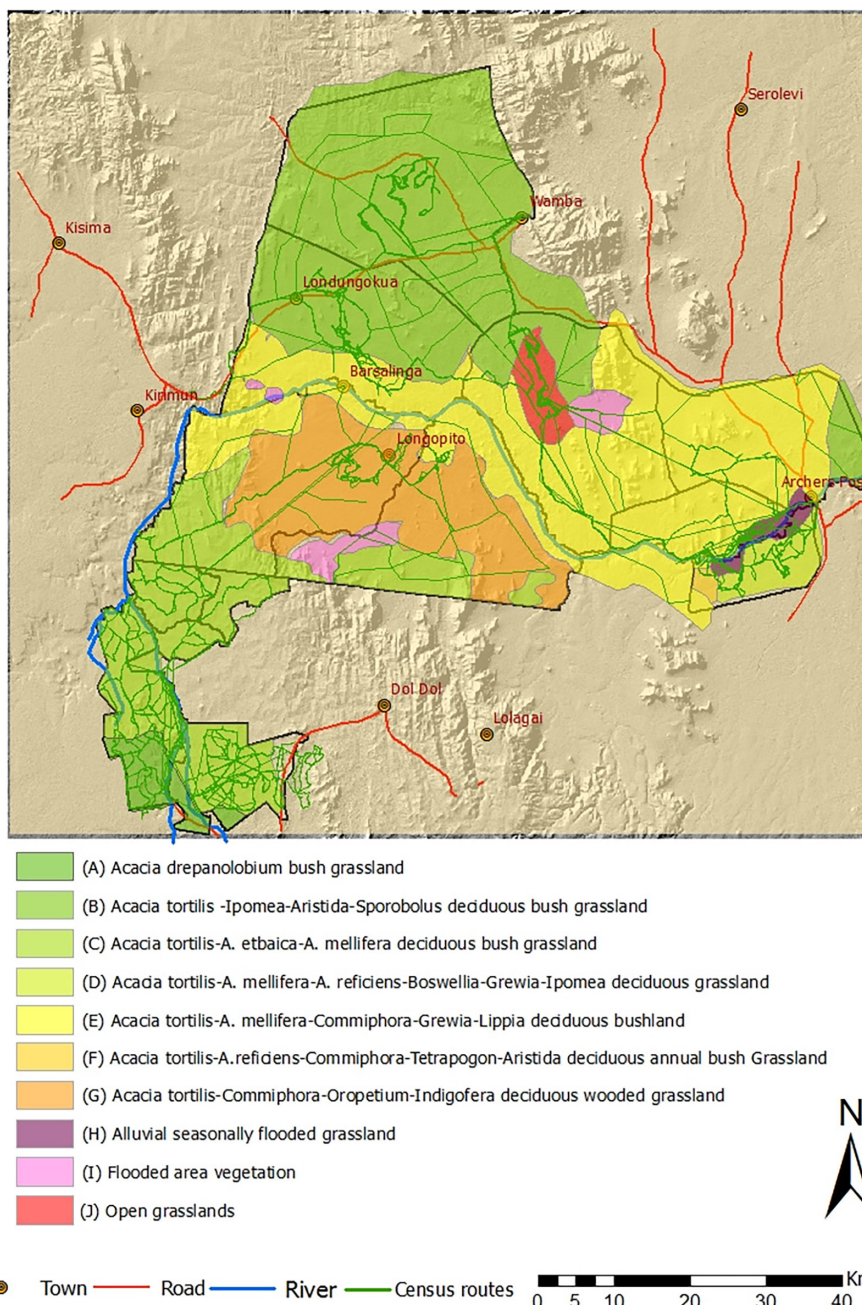 Serolevi
Wamba
Kisima
Londungokua
Barsalinga
Kirimun
Longopito
Archers-Pos
Dol Dol
Lolagai
(A) Acacia drepanolobium bush grassland
(B) Acacia tortilis -Ipomea-Aristida-Sporobolus deciduous bush grassland
(C) Acacia tortilis-A. etbaica-A. mellifera deciduous bush grassland
(D) Acacia tortilis-A. mellifera-A. reficiens-Boswellia-Grewia-Ipomea deciduous grassland
(E) Acacia tortilis-A. mellifera-Commiphora-Grewia-Lippia deciduous bushland
(F) Acacia tortilis-A.reficiens-Commiphora-Tetrapogon-Aristida deciduous annual bush Grassland
(G) Acacia tortilis-Commiphora-Oropetium-Indigofera deciduous wooded grassland
(H) Alluvial seasonally flooded grassland
(I) Flooded area vegetation
(J) Open grasslands
N
Town Road River Census routes
Km
0 5 10 20 30 40